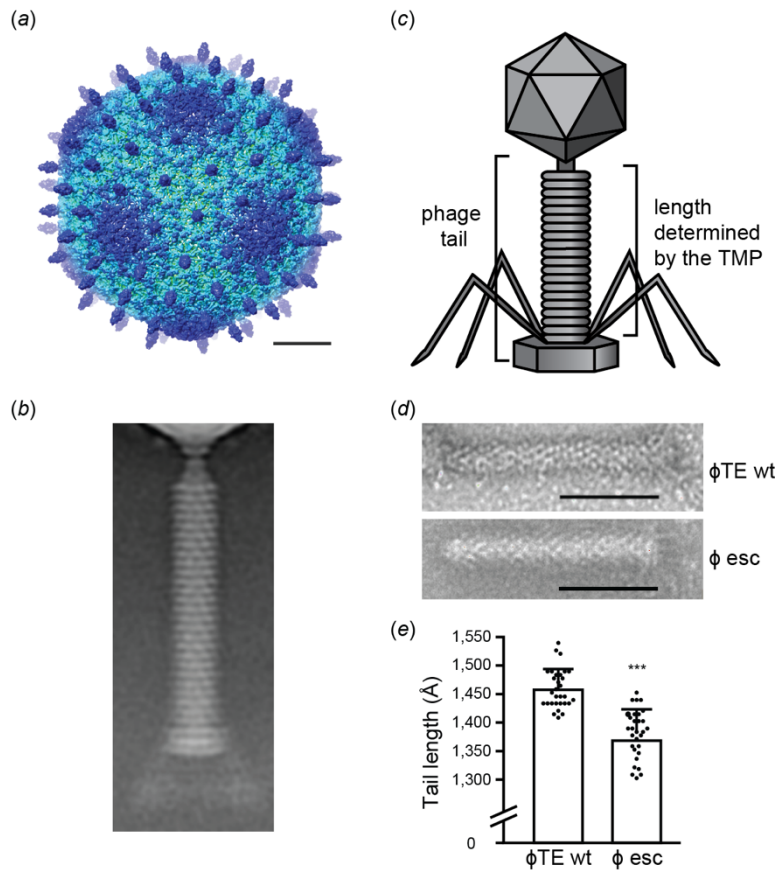 (a)
(c)
phage
tail
length
determined
by the TMP
(b)
(d)
ϕTE wt
ϕ esc
(e)
1,550
1,500
1,450
1,400
1,350
1,300
0
Tail length (Å)
***
ϕTE wt
ϕ esc